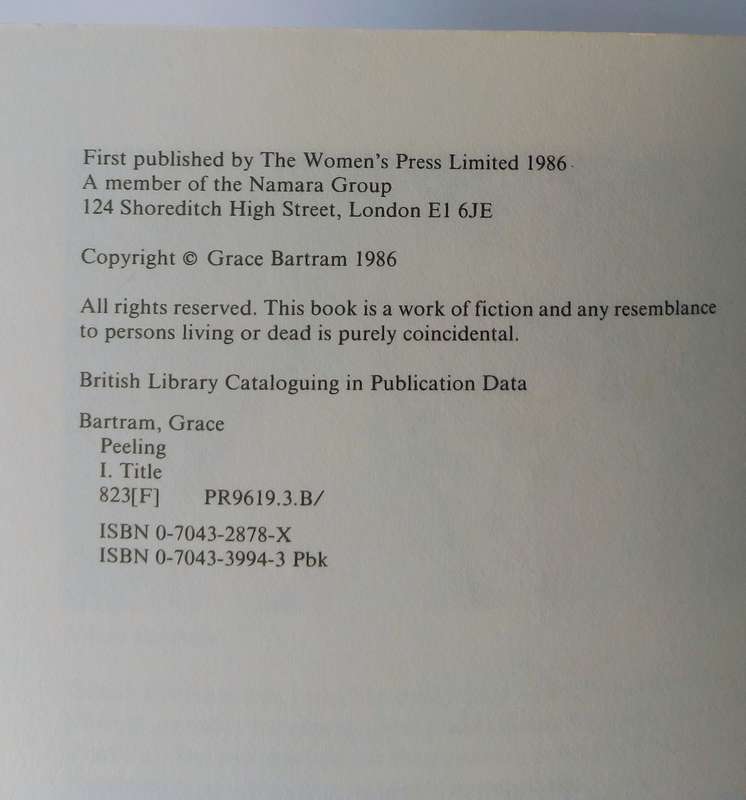 First published by The Women's Press Limited 1986
A member of the Namara Group
124 Shoreditch High Street, London E1 6JE
Copyright © Grace Bartram 1986
All rights reserved. This book is a work of fiction and any resemblance
to persons living or dead is purely coincidental.
British Library Cataloguing in Publication Data
Bartram, Grace
Peeling
I. Title
823[F] PR9619.3.B/
ISBN 0-7043-2878-X
ISBN 0-7043-3994-3 Pbk